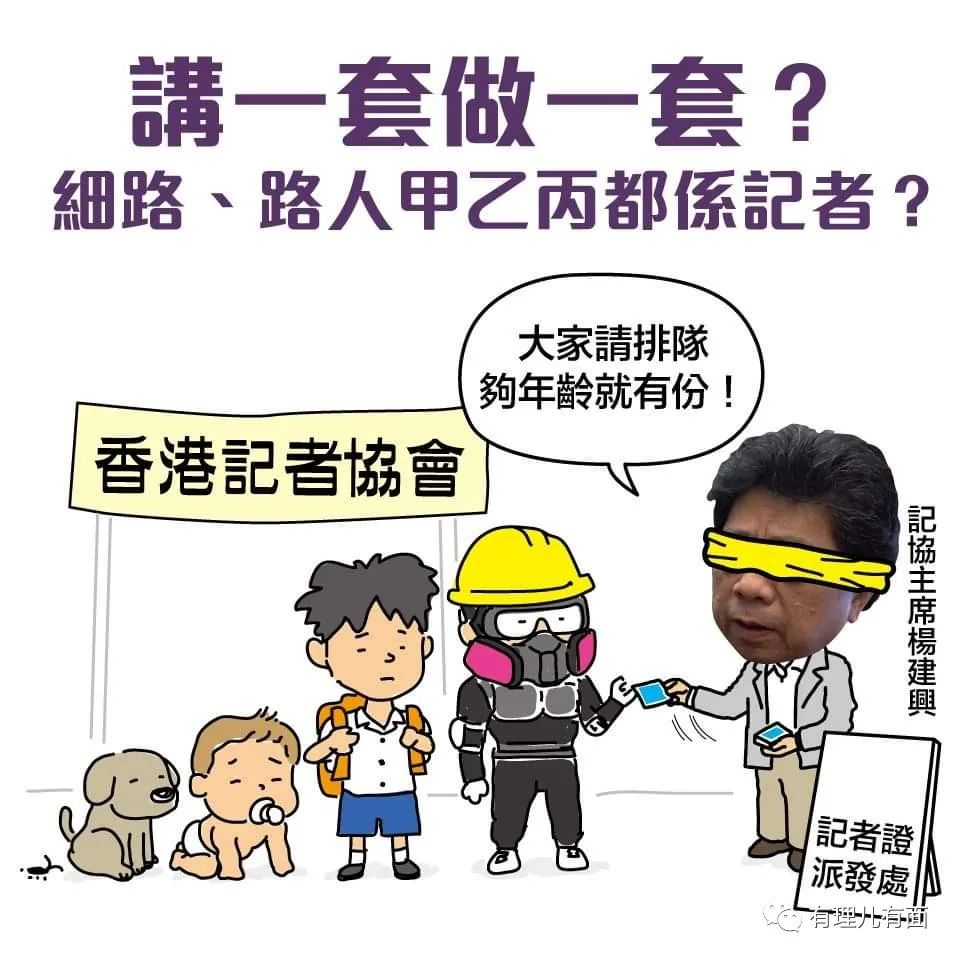 講一套做一套？
細路、路人甲乙丙都係記者？
大家請排隊
夠年齡就有份！
香港記者協會
記協主席楊建興
記者證
派發處
有理儿有面